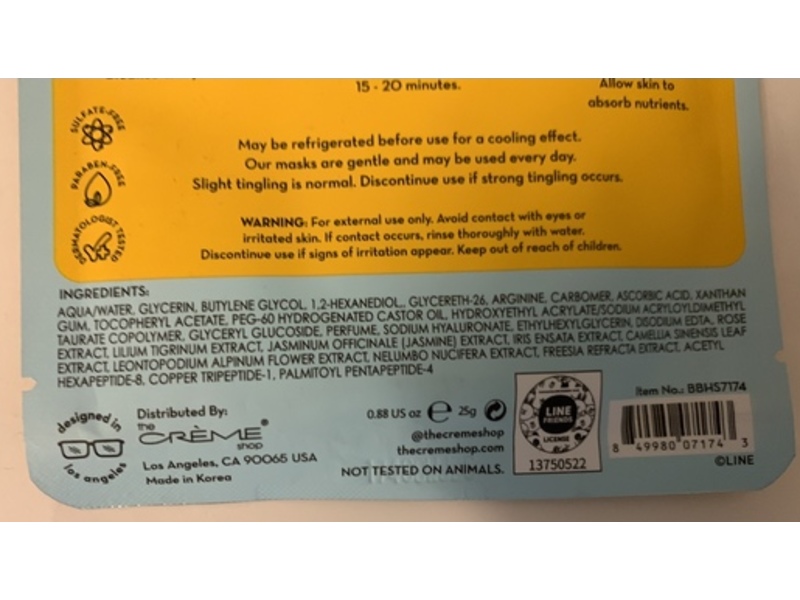 15 - 20 minutes.
Allow skin to
absorb nutrients.
SULFATE-FREE
PARABEN-FREE
DERMATOLOGIST TESTED
May be refrigerated before use for a cooling effect.
Our masks are gentle and may be used every day.
Slight tingling is normal. Discontinue use if strong tingling occurs.
WARNING: For external use only. Avoid contact with eyes or
irritated skin. If contact occurs, rinse thoroughly with water.
Discontinue use if signs of irritation appear. Keep out of reach of children.
INGREDIENTS:
AQUA/WATER, GLYCERIN, BUTYLENE GLYCOL, 1,2-HEXANEDIOL, GLYCERETH-26, ARGININE, CARBOMER, ASCORBIC ACID, XANTHAN
GUM, TOCOPHERYL ACETATE, PEG-60 HYDROGENATED CASTOR OIL, HYDROXYETHYL ACRYLATE/SODIUM ACRYLOYLDIMETHYL
TAURATE COPOLYMER, GLYCERYL GLUCOSIDE, PERFUME, SODIUM HYALURONATE, ETHYLHEXYLGLYCERIN, DISODIUM EDTA, ROSE
EXTRACT, LILIUM TIGRINUM EXTRACT, JASMINUM OFFICINALE (JASMINE) EXTRACT, IRIS ENSATA EXTRACT, CAMELLIA SINENSIS LEAF
EXTRACT, LEONTOPODIUM ALPINUM FLOWER EXTRACT, NELUMBO NUCIFERA EXTRACT, FREESIA REFRACTA EXTRACT, ACETYL
HEXAPEPTIDE-8, COPPER TRIPEPTIDE-1, PALMITOYL PENTAPEPTIDE-4
designed in
los angeles
Distributed By:
the
CRÈME®
shop
Los Angeles, CA 90065 USA
Made in Korea
0.88 US oz e 25g
@thecremeshop
thecremeshop.com
NOT TESTED ON ANIMALS.
LINE
FRIENDS
LICENSE
13750522
Item No.: BBHS7174
8 49980 07174 3
©LINE